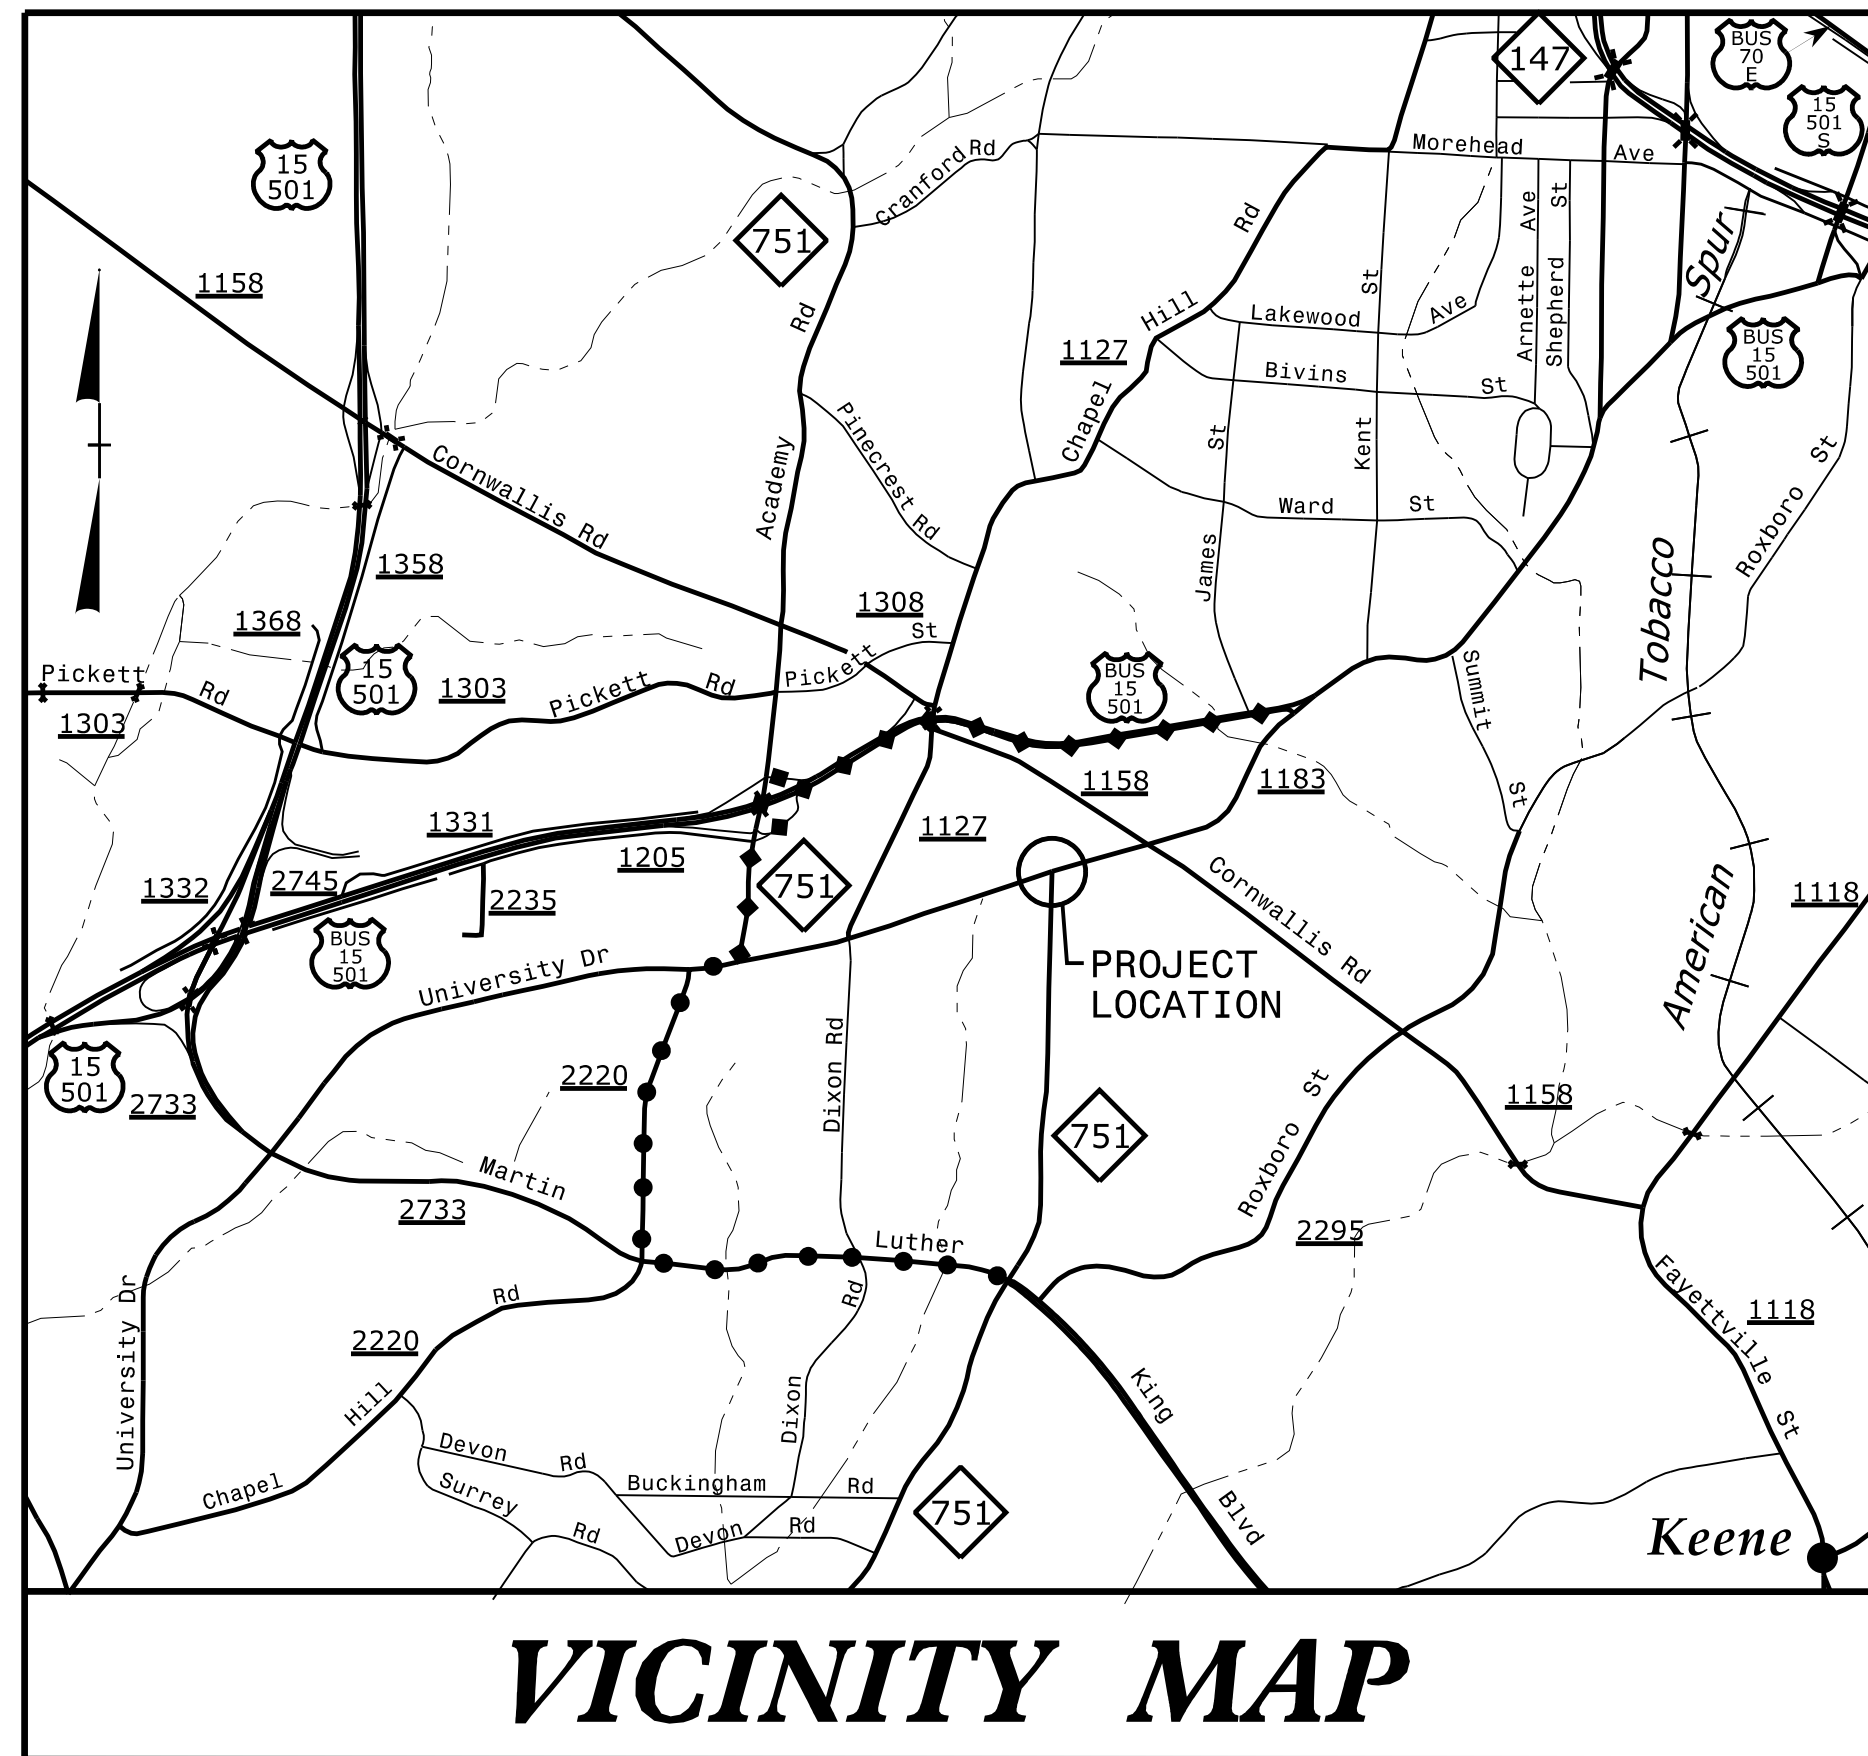 147
BUS
70
E
15
501
S
15
501
Morehead Ave
Cranford Rd
751
Rd
Spur
Arnette Ave
Shepherd St
1158
Rd
St
Hill
Lakewood Ave
1127
BUS
15
501
Bivins St
Chapel
Pinecrest Rd
Academy
St
Kent
St
Cornwallis Rd
Ward St
Roxboro
James
Tobacco
1358
1308
1368
St
Pickett
Pickett
Rd
1303
15
501
1303
Pickett Rd
BUS
15
501
Summit
St
1158
1183
1331
1127
1205
751
1332
2745
2235
Cornwallis Rd
1118
American
BUS
15
501
University Dr
PROJECT
LOCATION
Dixon Rd
15
501
2733
2220
751
Roxboro St
1158
Martin
2733
Luther
2295
University Dr
Rd
Rd
Fayettville St
1118
2220
Hill
Dixon
King
Chapel
Devon Rd
Buckingham Rd
Surrey
Rd
Devon Rd
751
Blvd
Keene
VICINITY MAP